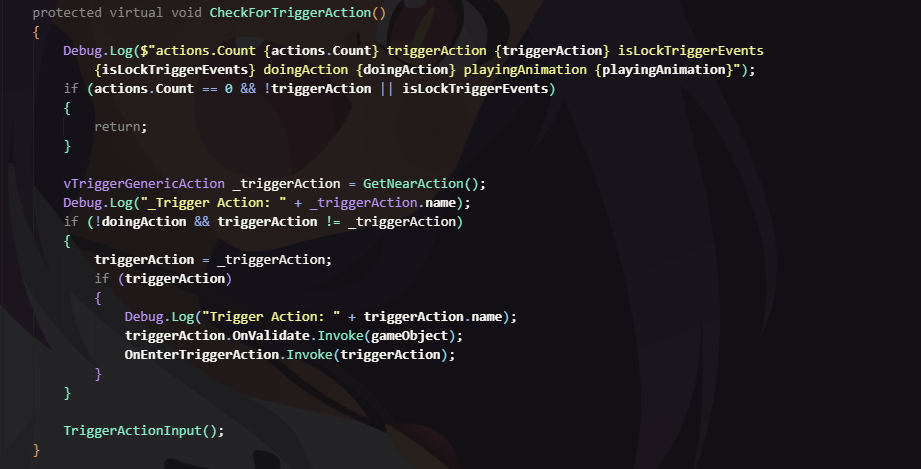 protected virtual void CheckForTriggerAction()
{
    Debug.Log($"actions.Count {actions.Count} triggerAction {triggerAction} isLockTriggerEvents
        {isLockTriggerEvents} doingAction {doingAction} playingAnimation {playingAnimation}");
    if (actions.Count == 0 && !triggerAction || isLockTriggerEvents)
    {
        return;
    }

    vTriggerGenericAction _triggerAction = GetNearAction();
    Debug.Log("_Trigger Action: " + _triggerAction.name);
    if (!doingAction && triggerAction != _triggerAction)
    {
        triggerAction = _triggerAction;
        if (triggerAction)
        {
            Debug.Log("Trigger Action: " + triggerAction.name);
            triggerAction.OnValidate.Invoke(gameObject);
            OnEnterTriggerAction.Invoke(triggerAction);
        }
    }

    TriggerActionInput();
}